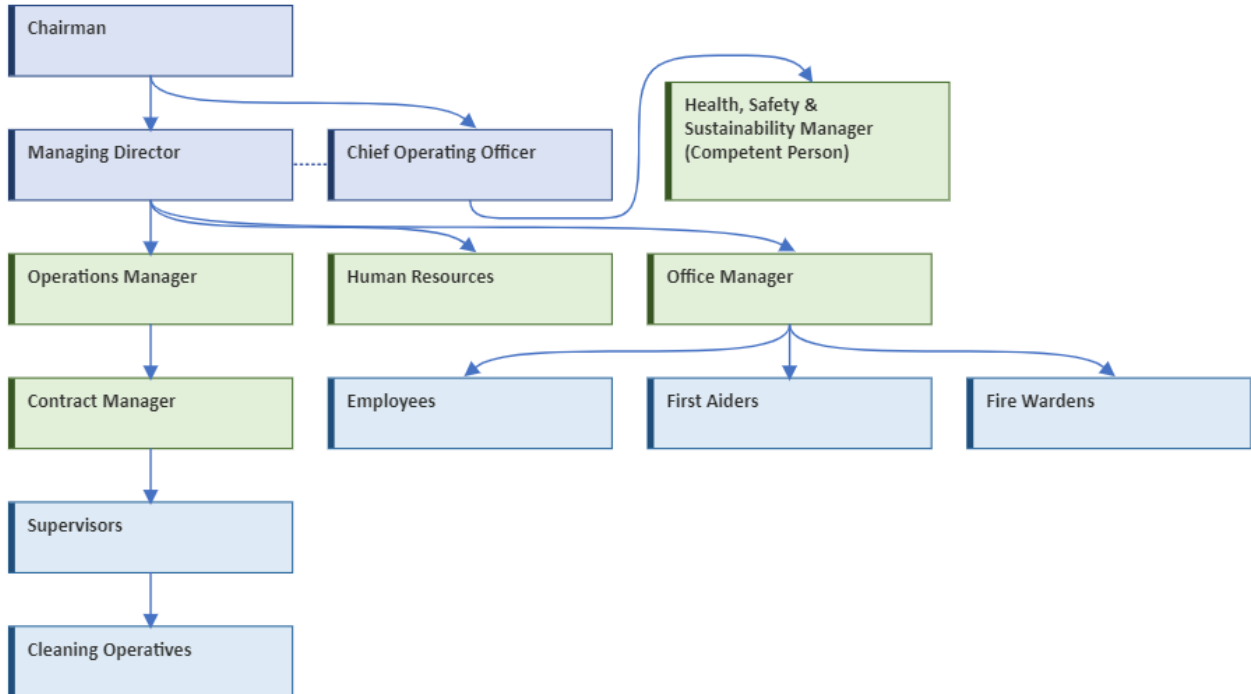 Chairman
Health, Safety &
Sustainability Manager
(Competent Person)
Managing Director
Chief Operating Officer
Operations Manager
Human Resources
Office Manager
Contract Manager
Employees
First Aiders
Fire Wardens
Supervisors
Cleaning Operatives